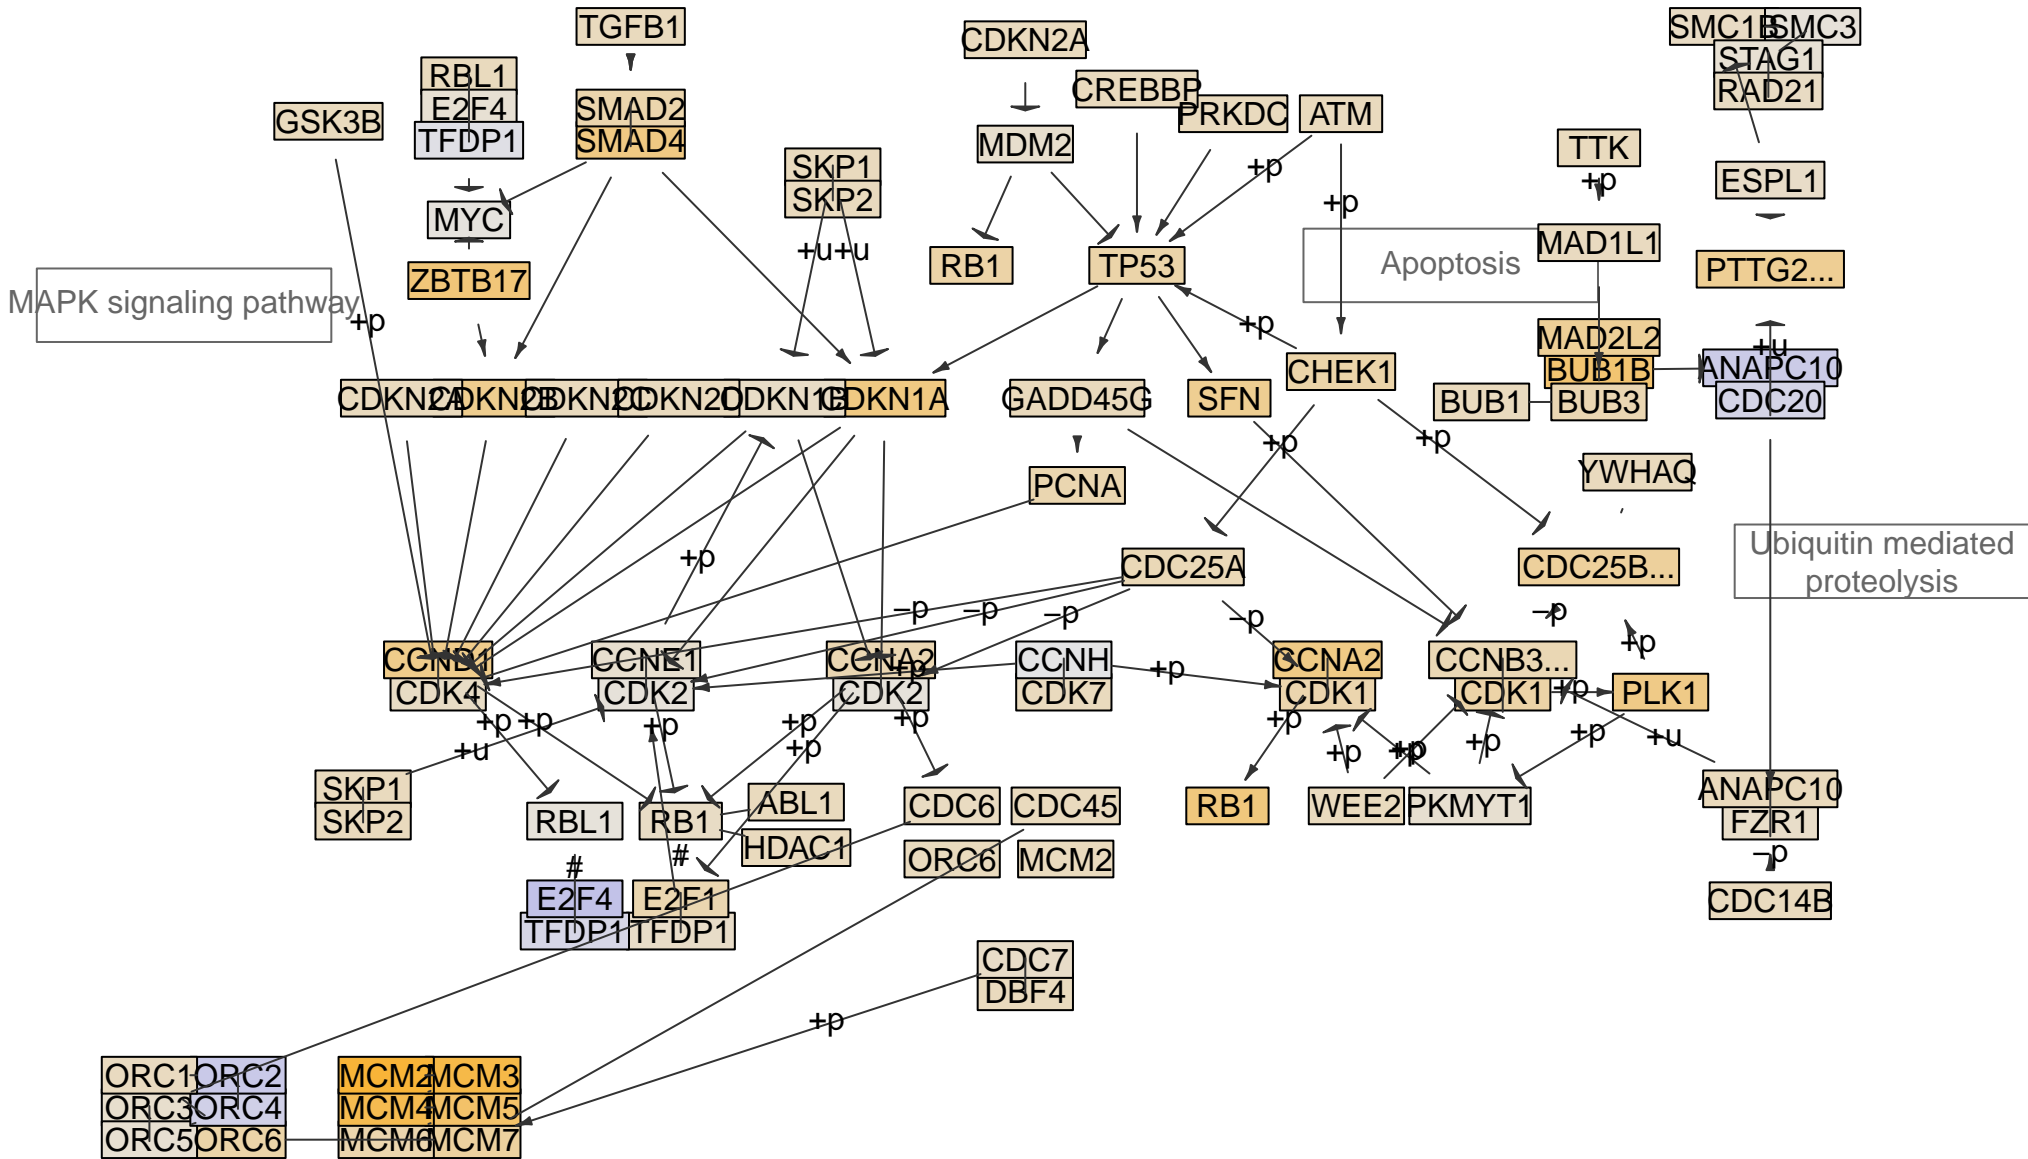 TGFB1
CDKN2A
SMC1B
SMC3
STAG1
RAD21
RBL1
E2F4
TFDP1
GSK3B
SMAD2
SMAD4
CREBBP
PRKDC
ATM
MDM2
TTK
+p
SKP1
SKP2
+p
+p
ESPL1
MYC
ZBTB17
+u
+u
RB1
TP53
Apoptosis
MAD1L1
PTTG2...
MAPK signaling pathway
+p
+p
MAD2L2
BUB1B
BUB1
BUB3
+u
ANAPC10
CDC20
CHEK1
CDKN2A
CDKN2B
CDKN2C
CDKN2D
CDKN1B
CDKN1A
GADD45G
SFN
+p
+p
PCNA
YWHAQ
+p
CDC25A
CDC25B...
Ubiquitin mediated
proteolysis
−p
−p
−p
−p
−p
+p
CCND1
CDK4
CCNE1
CDK2
CCNA2
CDK2
+p
CCNH
CDK7
+p
CCNA2
CDK1
CCNB3...
CDK1
+p
PLK1
+p
+p
+u
+p
+p
+p
+p
+p
+p
+p
+p
+p
+p
+u
SKP1
SKP2
RBL1
RB1
ABL1
HDAC1
CDC6
CDC45
ORC6
MCM2
RB1
WEE2
PKMYT1
ANAPC10
FZR1
−p
CDC14B
#
#
E2F4
TFDP1
E2F1
TFDP1
CDC7
DBF4
+p
ORC1
ORC2
ORC3
ORC4
ORC5
ORC6
MCM2
MCM3
MCM4
MCM5
MCM6
MCM7